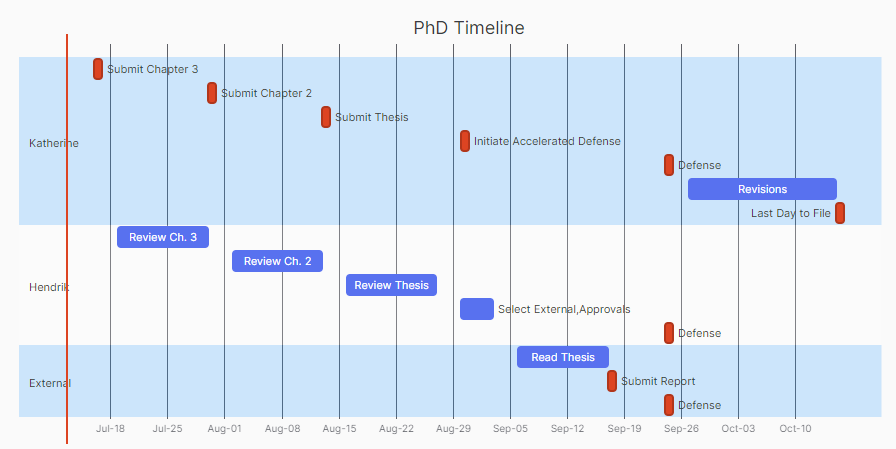 PhD Timeline
Submit Chapter 3
Submit Chapter 2
Submit Thesis
Katherine
Initiate Accelerated Defense
Defense
Revisions
Last Day to File
Review Ch. 3
Review Ch. 2
Review Thesis
Hendrik
Select External,Approvals
Defense
Read Thesis
External
Submit Report
Defense
Jul-18 Jul-25 Aug-01 Aug-08 Aug-15 Aug-22 Aug-29 Sep-05 Sep-12 Sep-19 Sep-26 Oct-03 Oct-10